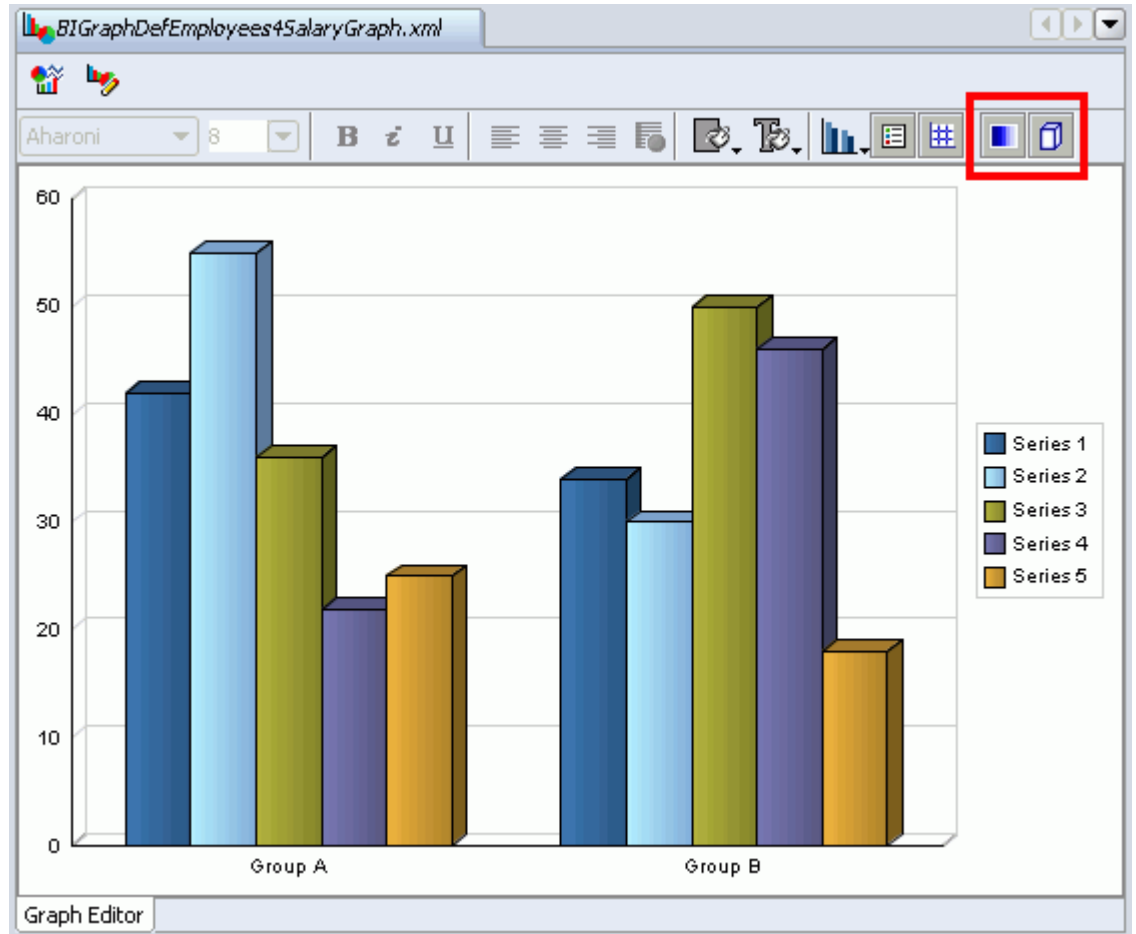 BIGraphDefEmployees4SalaryGraph.xml
Aharoni 8 B i U
60
50
40
30
20
10
0
Group A Group B
Series 1
Series 2
Series 3
Series 4
Series 5
Graph Editor